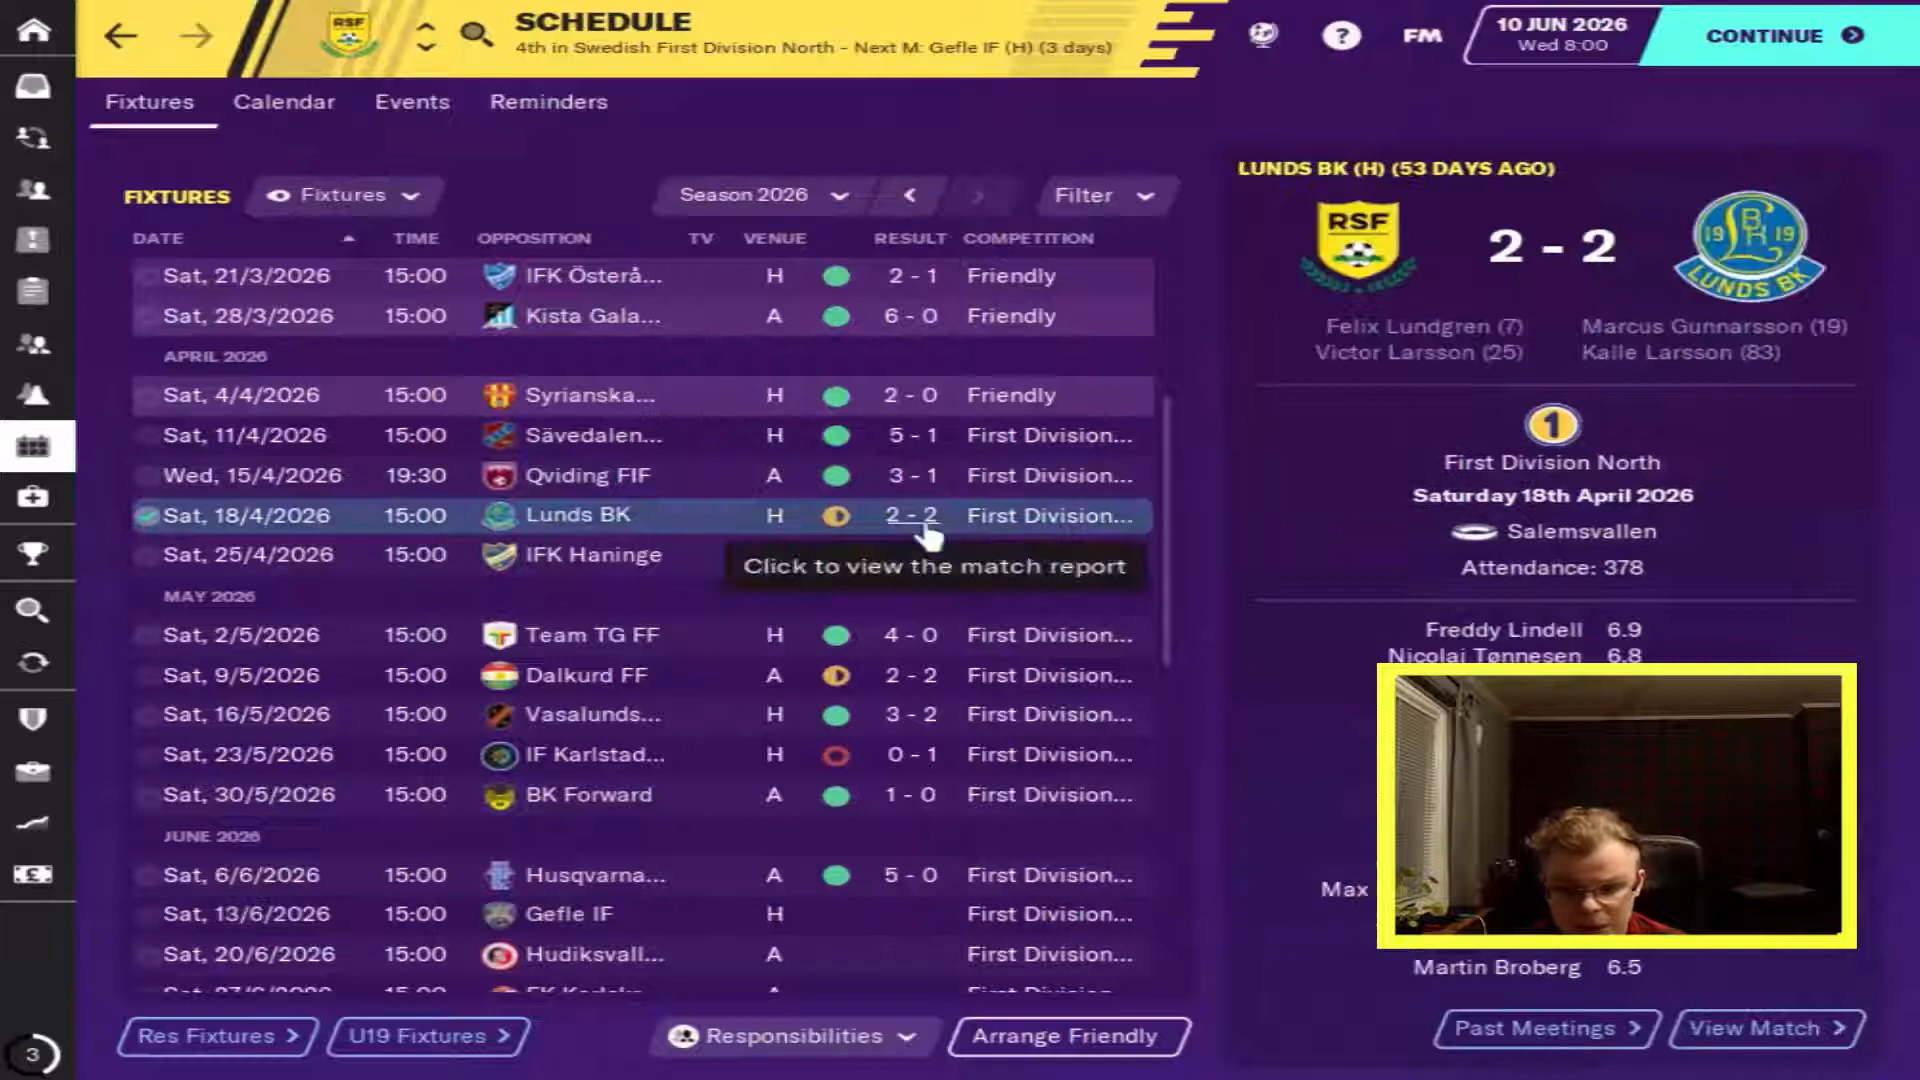 RSF
SCHEDULE
4th in Swedish First Division North - Next M: Gefle IF (H) (3 days)
?
FM
10 JUN 2026
Wed 8:00
CONTINUE
Fixtures
Calendar
Events
Reminders
FIXTURES
Fixtures
Season 2026
Filter
DATE TIME OPPOSITION TV VENUE RESULT COMPETITION
Sat, 21/3/2026 15:00 IFK Österå... H 2 - 1 Friendly
Sat, 28/3/2026 15:00 Kista Gala... A 6 - 0 Friendly
APRIL 2026
Sat, 4/4/2026 15:00 Syrianska... H 2 - 0 Friendly
Sat, 11/4/2026 15:00 Sävedalen... H 5 - 1 First Division...
Wed, 15/4/2026 19:30 Qviding FIF A 3 - 1 First Division...
Sat, 18/4/2026 15:00 Lunds BK H 2 - 2 First Division...
Sat, 25/4/2026 15:00 IFK Haninge
Click to view the match report
MAY 2026
Sat, 2/5/2026 15:00 Team TG FF H 4 - 0 First Division...
Sat, 9/5/2026 15:00 Dalkurd FF A 2 - 2 First Division...
Sat, 16/5/2026 15:00 Vasalunds... H 3 - 2 First Division...
Sat, 23/5/2026 15:00 IF Karlstad... H 0 - 1 First Division...
Sat, 30/5/2026 15:00 BK Forward A 1 - 0 First Division...
JUNE 2026
Sat, 6/6/2026 15:00 Husqvarna... A 5 - 0 First Division...
Sat, 13/6/2026 15:00 Gefle IF H First Division...
Sat, 20/6/2026 15:00 Hudiksvall... A First Division...
Res Fixtures
U19 Fixtures
Responsibilities
Arrange Friendly
3
LUNDS BK (H) (53 DAYS AGO)
RSF
2 - 2
19 LBK 19
LUNDS BK
Felix Lundgren (7) Marcus Gunnarsson (19)
Victor Larsson (25) Kalle Larsson (83)
1
First Division North
Saturday 18th April 2026
Salemsvallen
Attendance: 378
Freddy Lindell 6.9
Nicolai Tønnesen 6.8
Max
Martin Broberg 6.5
Past Meetings
View Match